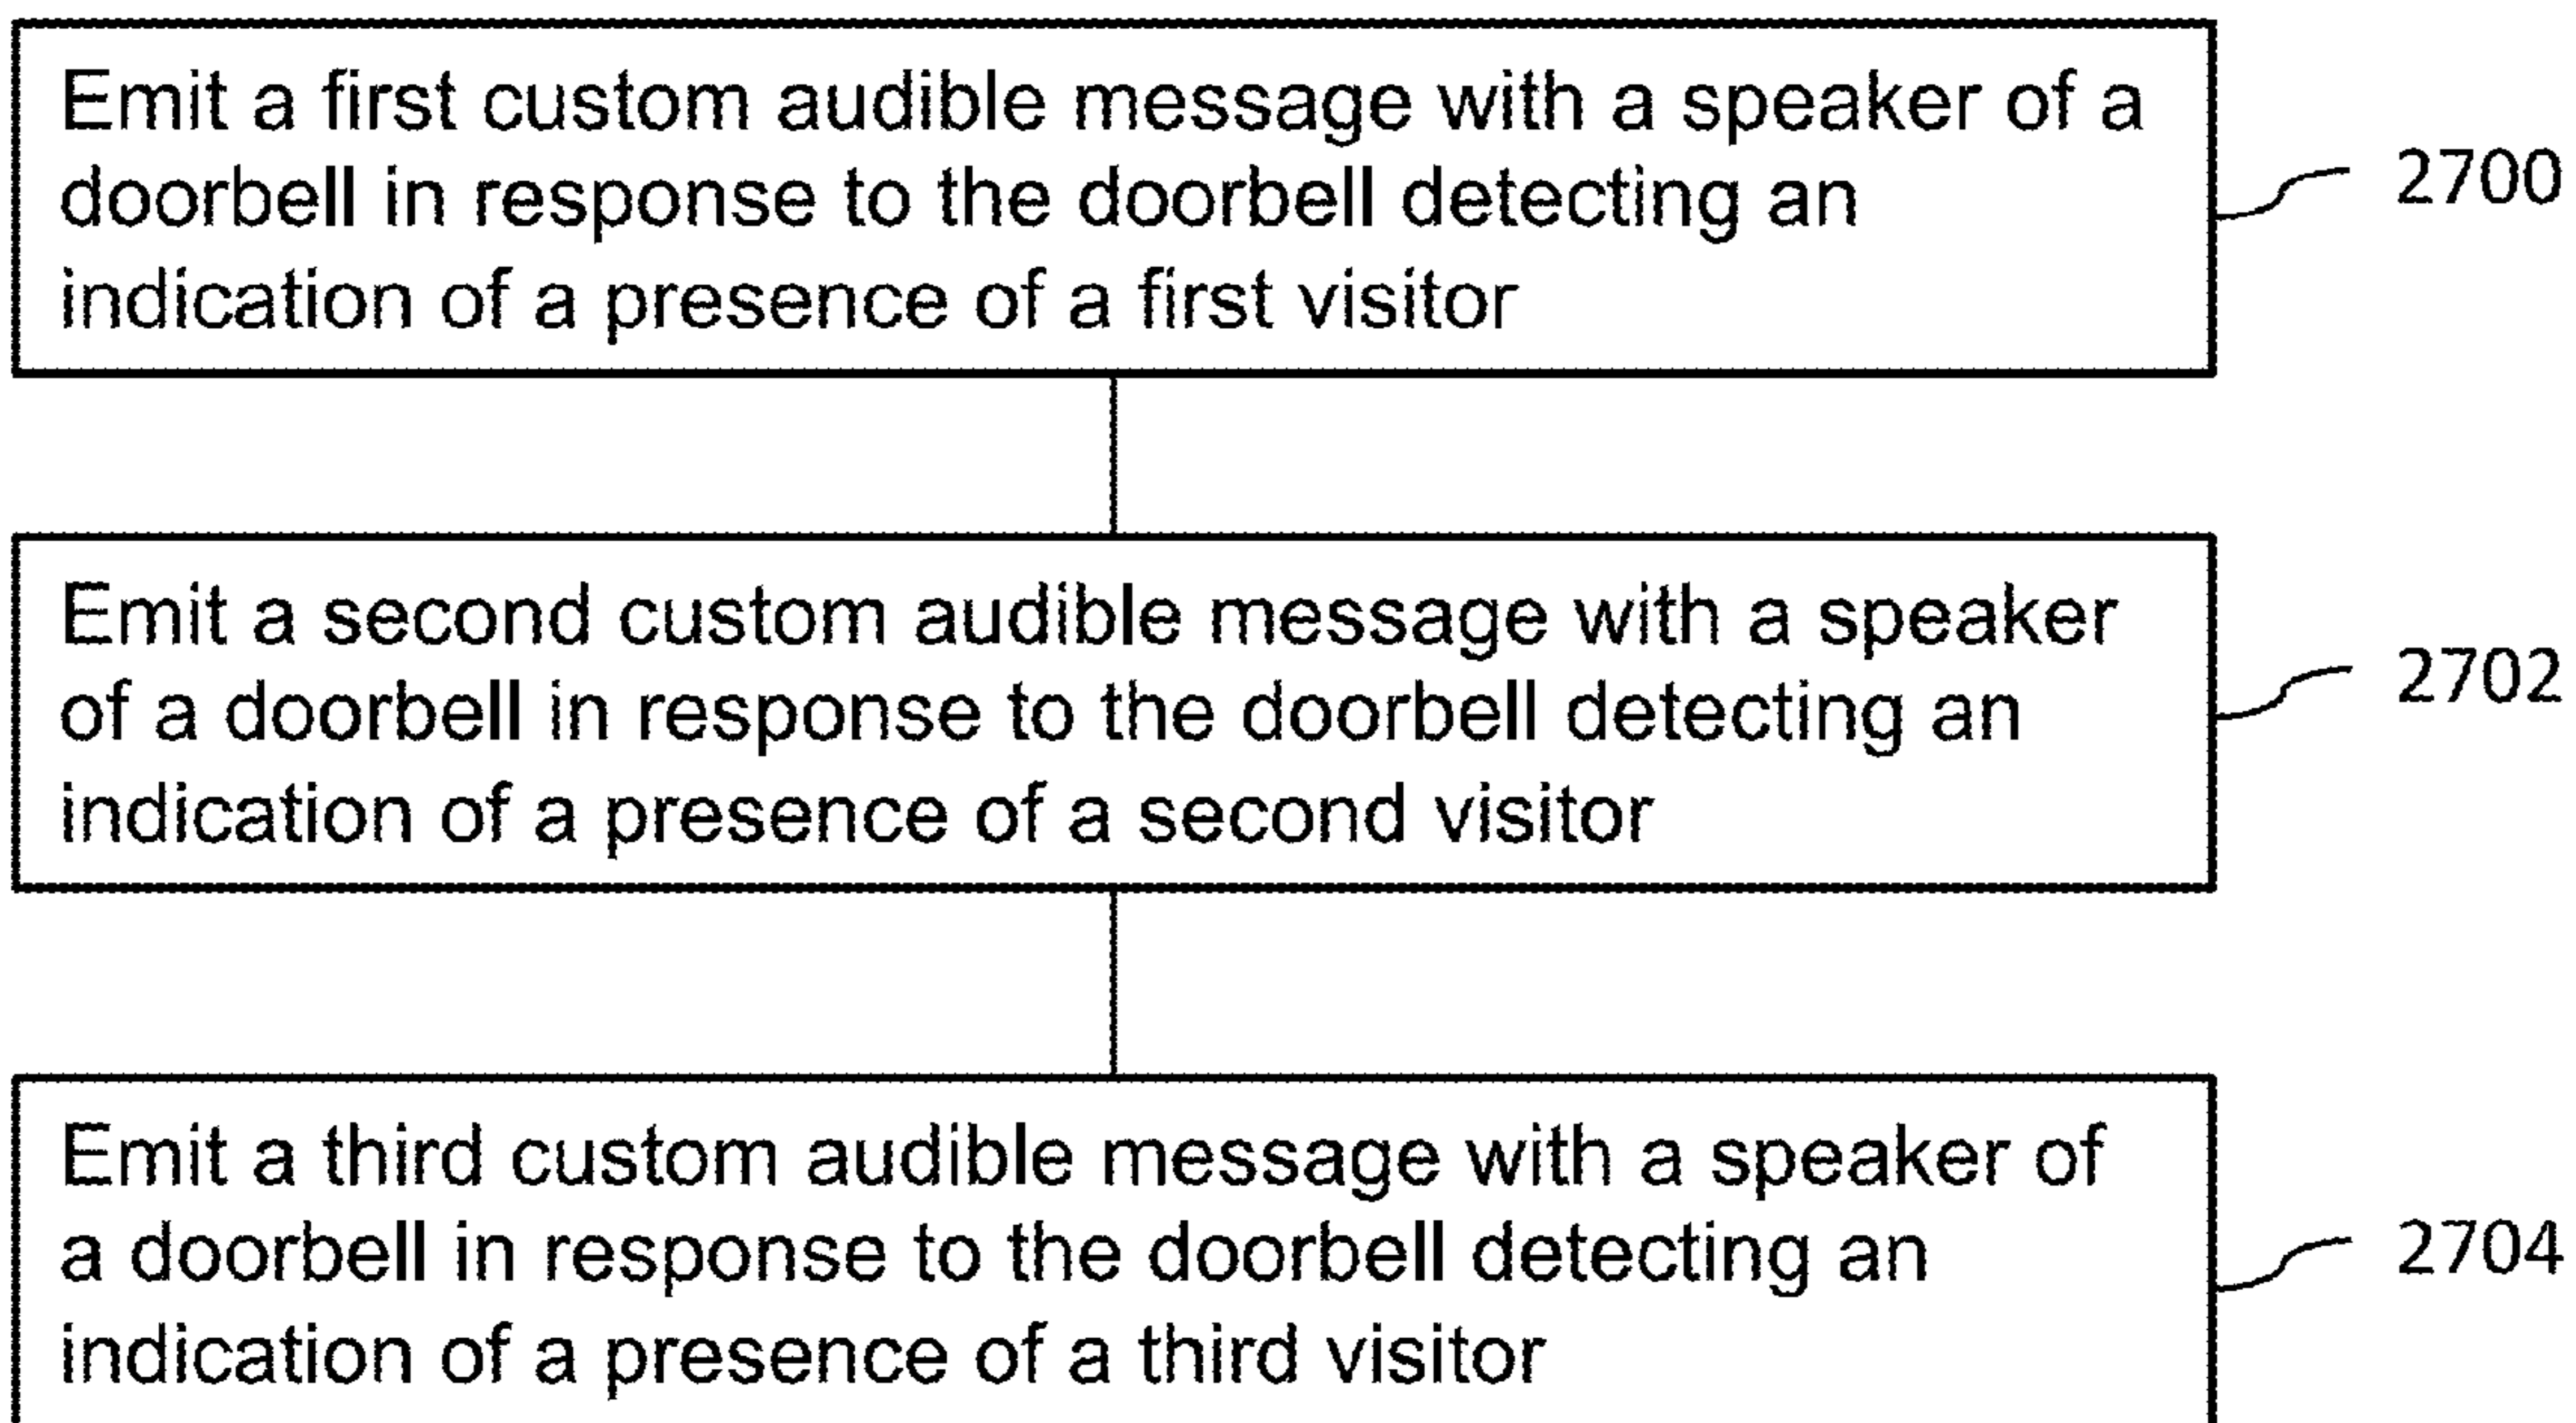 Emit a first custom audible message with a speaker of a
doorbell in response to the doorbell detecting an
indication of a presence of a first visitor
2700
Emit a second custom audible message with a speaker
of a doorbell in response to the doorbell detecting an
indication of a presence of a second visitor
2702
Emit a third custom audible message with a speaker of
a doorbell in response to the doorbell detecting an
indication of a presence of a third visitor
2704